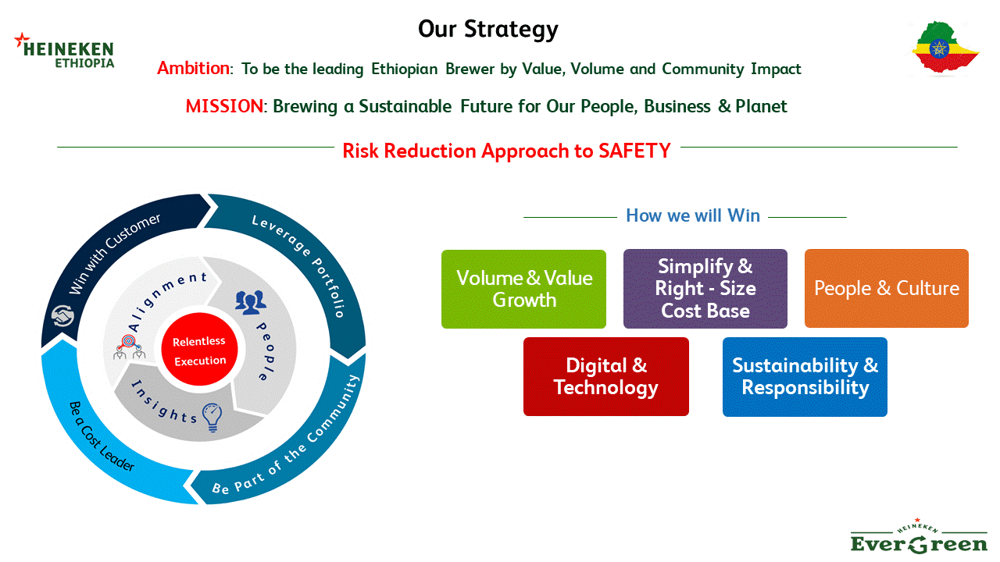 Our Strategy
HEINEKEN
ETHIOPIA
Ambition: To be the leading Ethiopian Brewer by Value, Volume and Community Impact
MISSION: Brewing a Sustainable Future for Our People, Business & Planet
Risk Reduction Approach to SAFETY
Win with Customer
Leverage Portfolio
Be Part of the Community
Be a Cost Leader
Alignment
People
Insights
Relentless
Execution
How we will Win
Volume & Value
Growth
Simplify &
Right - Size
Cost Base
People & Culture
Digital &
Technology
Sustainability &
Responsibility
HEINEKEN
EverGreen